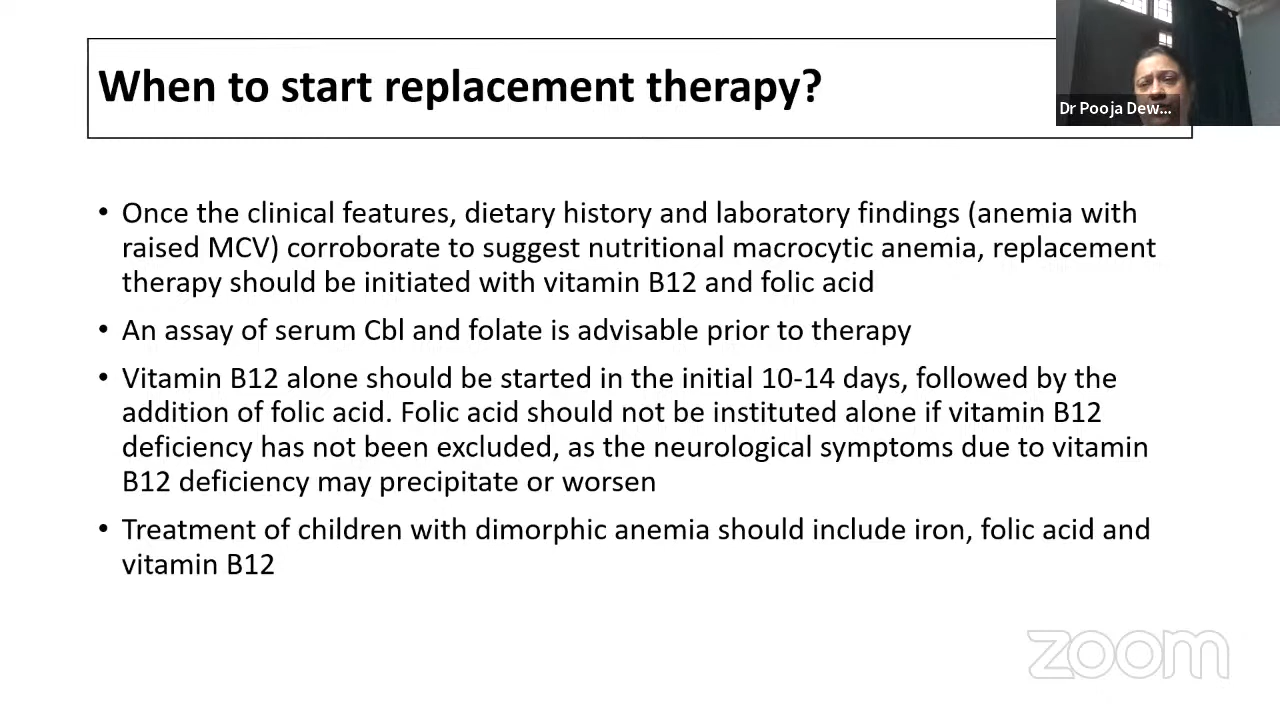 When to start replacement therapy?
Dr Pooja Dew...
• Once the clinical features, dietary history and laboratory findings (anemia with
raised MCV) corroborate to suggest nutritional macrocytic anemia, replacement
therapy should be initiated with vitamin B12 and folic acid
• An assay of serum Cbl and folate is advisable prior to therapy
• Vitamin B12 alone should be started in the initial 10-14 days, followed by the
addition of folic acid. Folic acid should not be instituted alone if vitamin B12
deficiency has not been excluded, as the neurological symptoms due to vitamin
B12 deficiency may precipitate or worsen
• Treatment of children with dimorphic anemia should include iron, folic acid and
vitamin B12
zoom